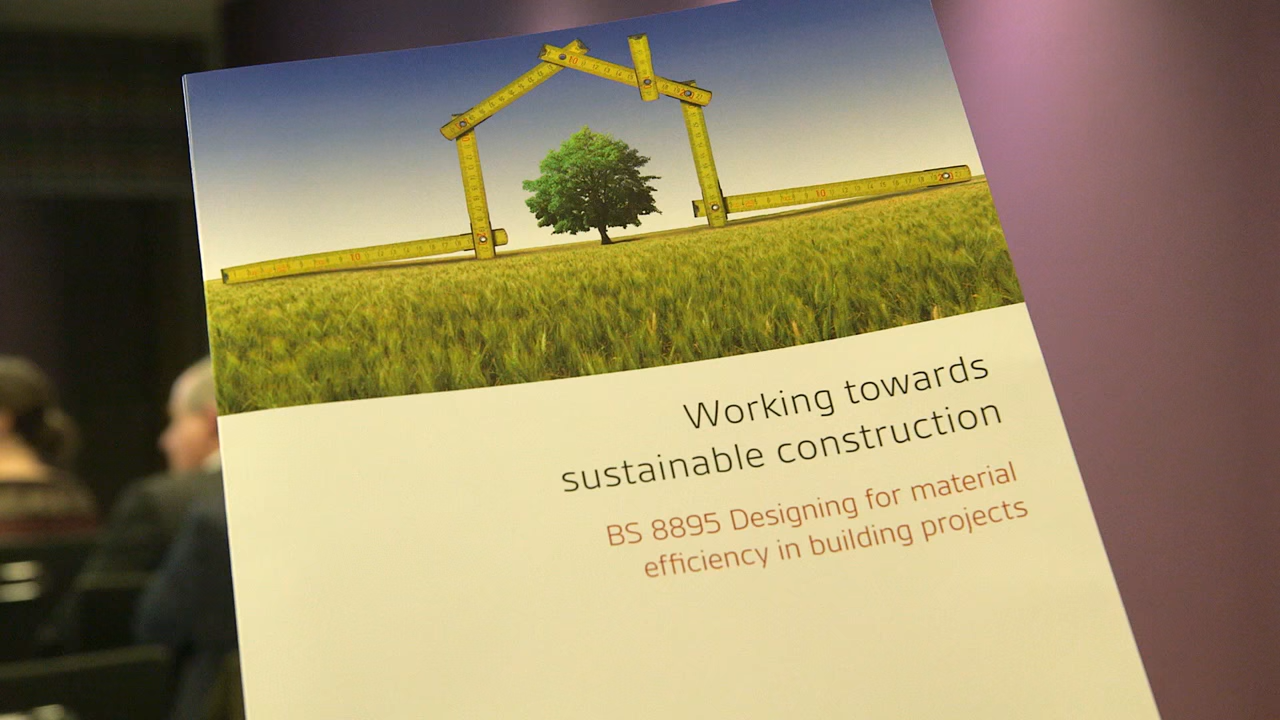 Working towards
sustainable construction
BS 8895 Designing for material
efficiency in building projects